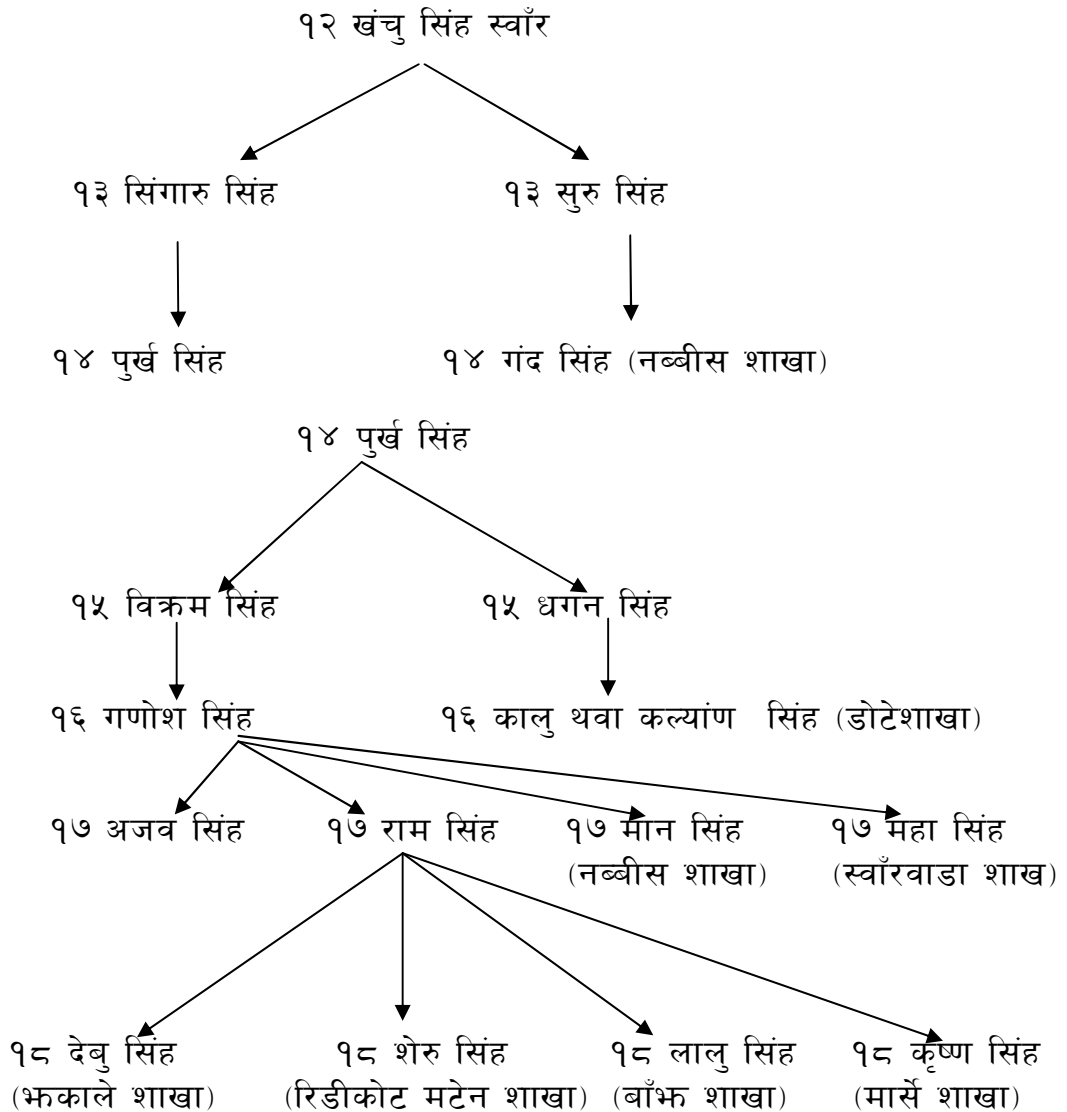 १२ खंचु सिंह स्वाँर
१३ सिंगारु सिंह १३ सुरु सिंह
१४ पुर्ख सिंह १४ गंद सिंह (नब्बीस शाखा)
१४ पुर्ख सिंह
१५ विक्रम सिंह १५ धगन सिंह
१६ गणोश सिंह १६ कालु थवा कल्यांण सिंह (डोटेशाखा)
१७ अजव सिंह १७ राम सिंह १७ मान सिंह १७ महा सिंह
(नब्बीस शाखा) (स्वाँरवाडा शाख)
१८ देबु सिंह १८ शेरु सिंह १८ लालु सिंह १८ कृष्ण सिंह
(झकाले शाखा) (रिडीकोट मटेन शाखा) (बाँझ शाखा) (मार्से शाखा)